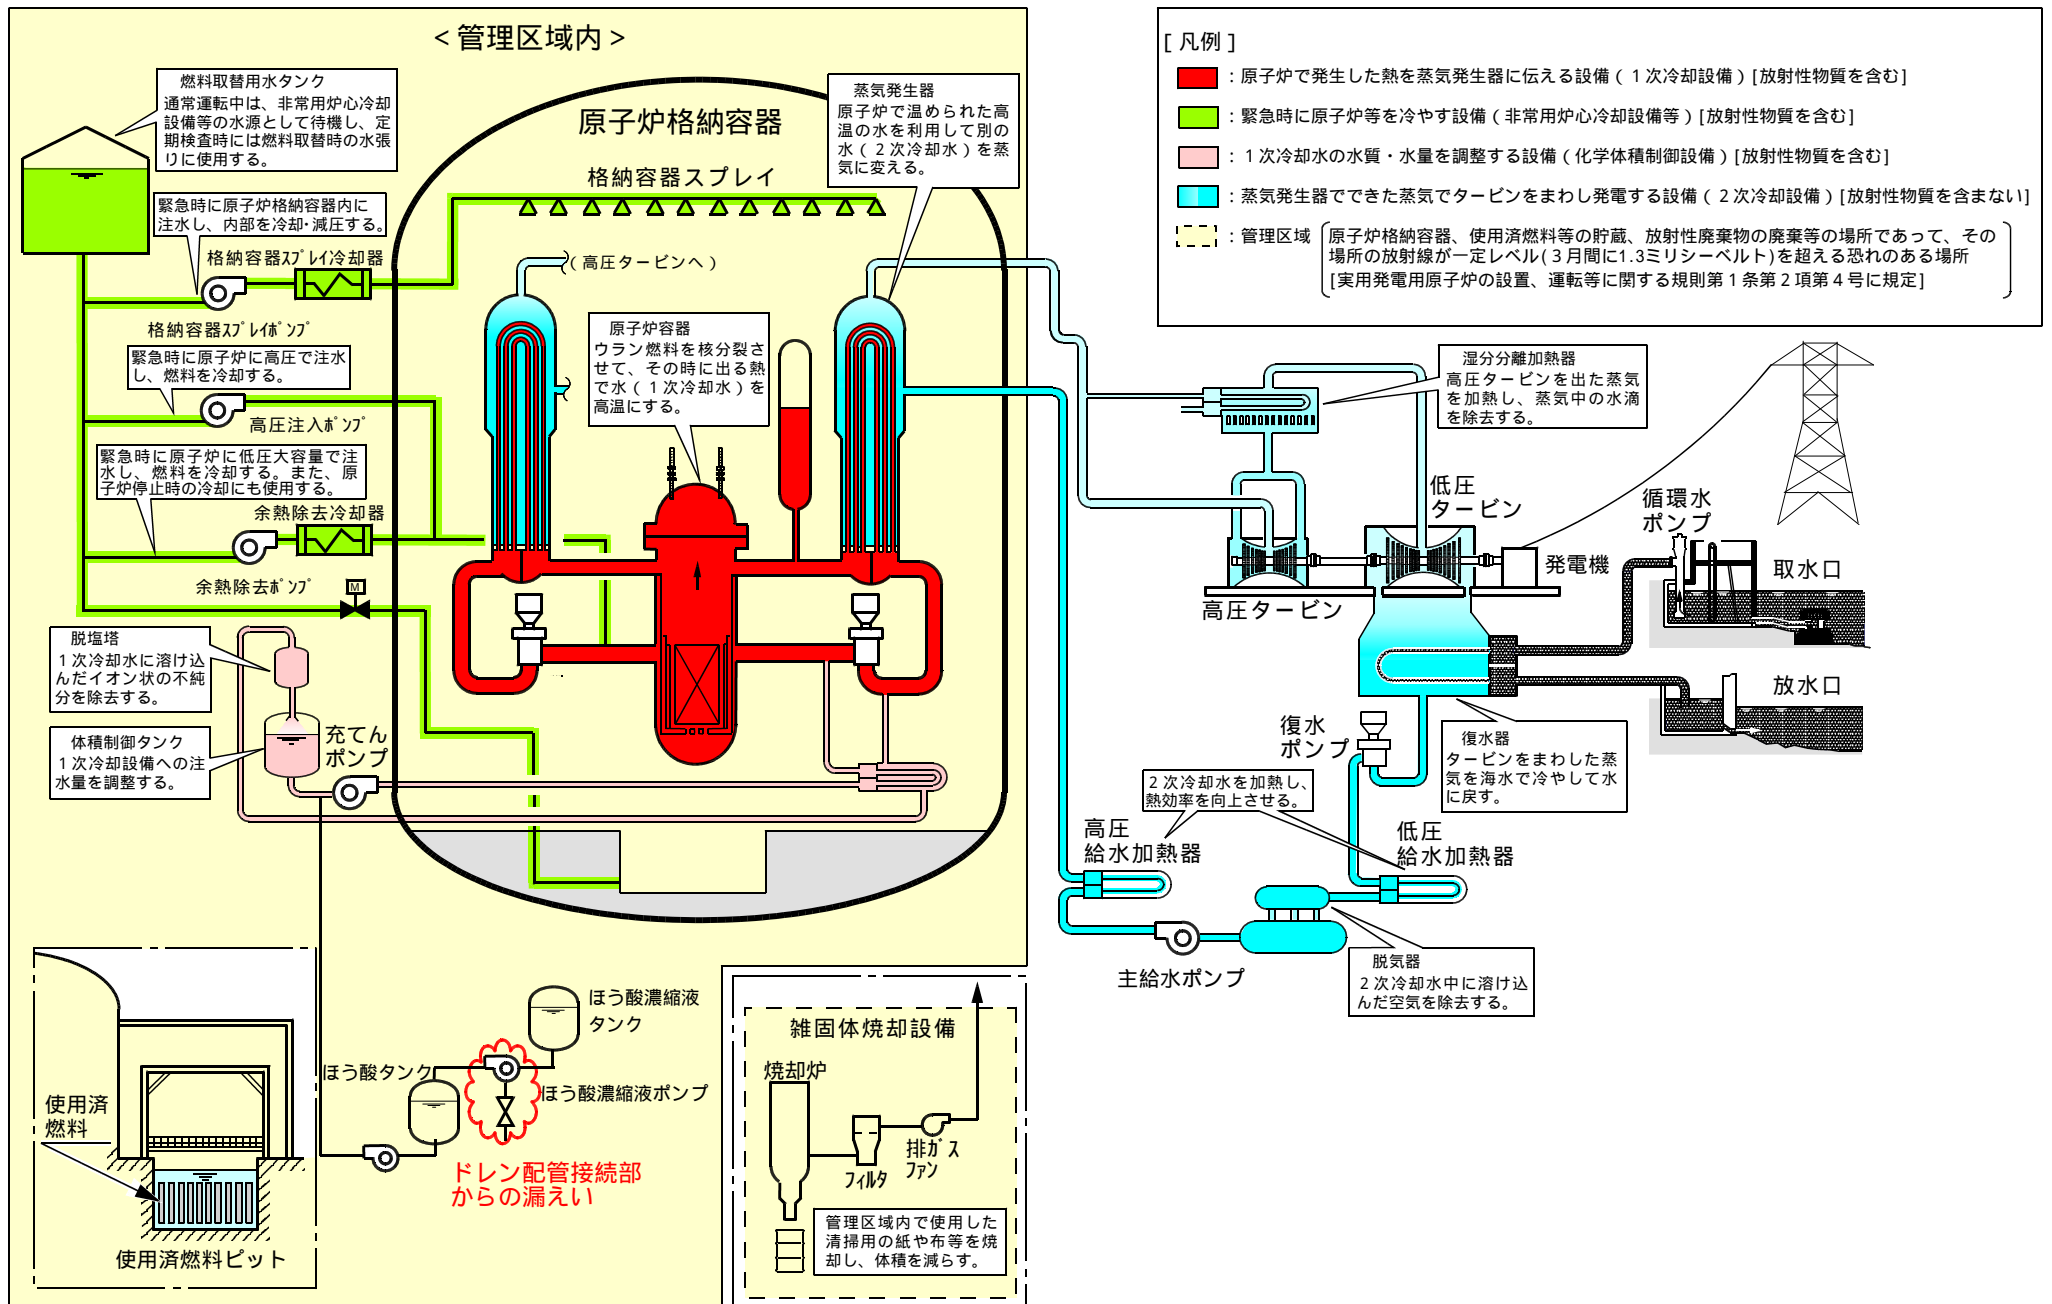 ＜管理区域内＞
燃料取替用水タンク
通常運転中は、非常用炉心冷却
設備等の水源として待機し、定
期検査時には燃料取替時の水張
りに使用する。
緊急時に原子炉格納容器内に
注水し、内部を冷却・減圧する。
格納容器ｽﾌﾟﾚｲ冷却器
格納容器ｽﾌﾟﾚｲﾎﾟﾝﾌﾟ
緊急時に原子炉に高圧で注水
し、燃料を冷却する。
高圧注入ﾎﾟﾝﾌﾟ
緊急時に原子炉に低圧大容量で注
水し、燃料を冷却する。また、原
子炉停止時の冷却にも使用する。
余熱除去冷却器
余熱除去ﾎﾟﾝﾌﾟ
M
脱塩塔
１次冷却水に溶け込
んだイオン状の不純
分を除去する。
体積制御タンク
１次冷却設備への注
水量を調整する。
充てん
ポンプ
原子炉格納容器
格納容器スプレイ
蒸気発生器
原子炉で温められた高
温の水を利用して別の
水（２次冷却水）を蒸
気に変える。
（高圧タービンへ）
原子炉容器
ウラン燃料を核分裂さ
せて、その時に出る熱
で水（１次冷却水）を
高温にする。
[ 凡例 ]
：原子炉で発生した熱を蒸気発生器に伝える設備（１次冷却設備）[放射性物質を含む]
：緊急時に原子炉等を冷やす設備（非常用炉心冷却設備等）[放射性物質を含む]
：１次冷却水の水質・水量を調整する設備（化学体積制御設備）[放射性物質を含む]
：蒸気発生器でできた蒸気でタービンをまわし発電する設備（２次冷却設備）[放射性物質を含まない]
：管理区域
原子炉格納容器、使用済燃料等の貯蔵、放射性廃棄物の廃棄等の場所であって、その
場所の放射線が一定レベル(３月間に1.3ミリシーベルト)を超える恐れのある場所
[実用発電用原子炉の設置、運転等に関する規則第１条第２項第４号に規定]
湿分分離加熱器
高圧タービンを出た蒸気
を加熱し、蒸気中の水滴
を除去する。
低圧
タービン
高圧タービン
発電機
循環水
ポンプ
取水口
放水口
復水
ポンプ
復水器
タービンをまわした蒸
気を海水で冷やして水
に戻す。
２次冷却水を加熱し、
熱効率を向上させる。
高圧
給水加熱器
低圧
給水加熱器
主給水ポンプ
脱気器
２次冷却水中に溶け込
んだ空気を除去する。
使用済
燃料
使用済燃料ピット
ほう酸濃縮液
タンク
ほう酸タンク
ほう酸濃縮液ポンプ
ドレン配管接続部
からの漏えい
雑固体焼却設備
焼却炉
ﾌｨﾙﾀ
排ｶﾞｽ
ﾌｧﾝ
管理区域内で使用した
清掃用の紙や布等を焼
却し、体積を減らす。